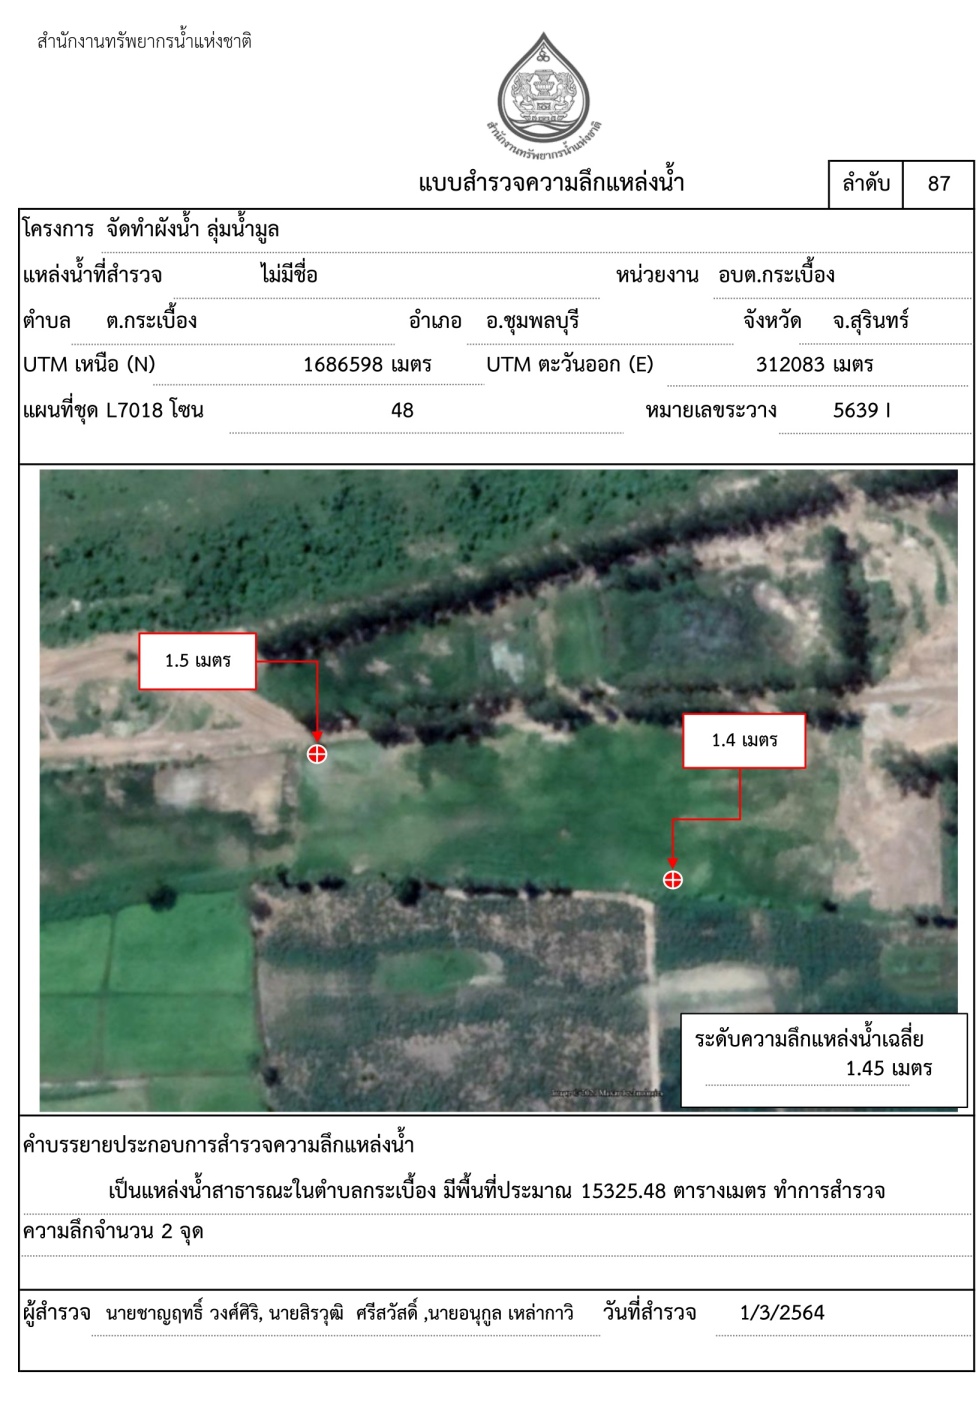 สำนักงานทรัพยากรน้ำแห่งชาติ
สำนักงานทรัพยากรน้ำแห่งชาติ
แบบสำรวจความลึกแหล่งน้ำ ลำดับ 87
โครงการ จัดทำผังน้ำ ลุ่มน้ำมูล
แหล่งน้ำที่สำรวจ ไม่มีชื่อ หน่วยงาน อบต.กระเบื้อง
ตำบล ต.กระเบื้อง อำเภอ อ.ชุมพลบุรี จังหวัด จ.สุรินทร์
UTM เหนือ (N) 1686598 เมตร UTM ตะวันออก (E) 312083 เมตร
แผนที่ชุด L7018 โซน 48 หมายเลขระวาง 5639 I
1.5 เมตร
1.4 เมตร
ระดับความลึกแหล่งน้ำเฉลี่ย
1.45 เมตร
คำบรรยายประกอบการสำรวจความลึกแหล่งน้ำ
เป็นแหล่งน้ำสาธารณะในตำบลกระเบื้อง มีพื้นที่ประมาณ 15325.48 ตารางเมตร ทำการสำรวจ
ความลึกจำนวน 2 จุด
ผู้สำรวจ นายชาญฤทธิ์ วงศ์ศิริ, นายสิรวุฒิ ศรีสวัสดิ์ ,นายอนุกูล เหล่ากาวิ วันที่สำรวจ 1/3/2564